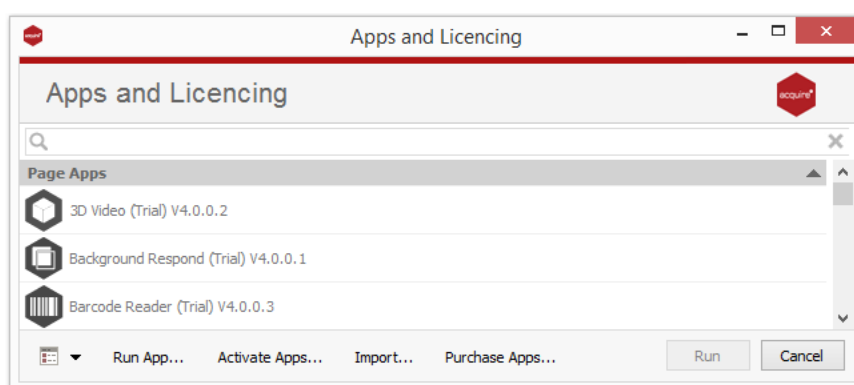 Apps and Licencing
Apps and Licencing
acquire
Page Apps
3D Video (Trial) V4.0.0.2
Background Respond (Trial) V4.0.0.1
Barcode Reader (Trial) V4.0.0.3
Run App... Activate Apps... Import... Purchase Apps... Run Cancel